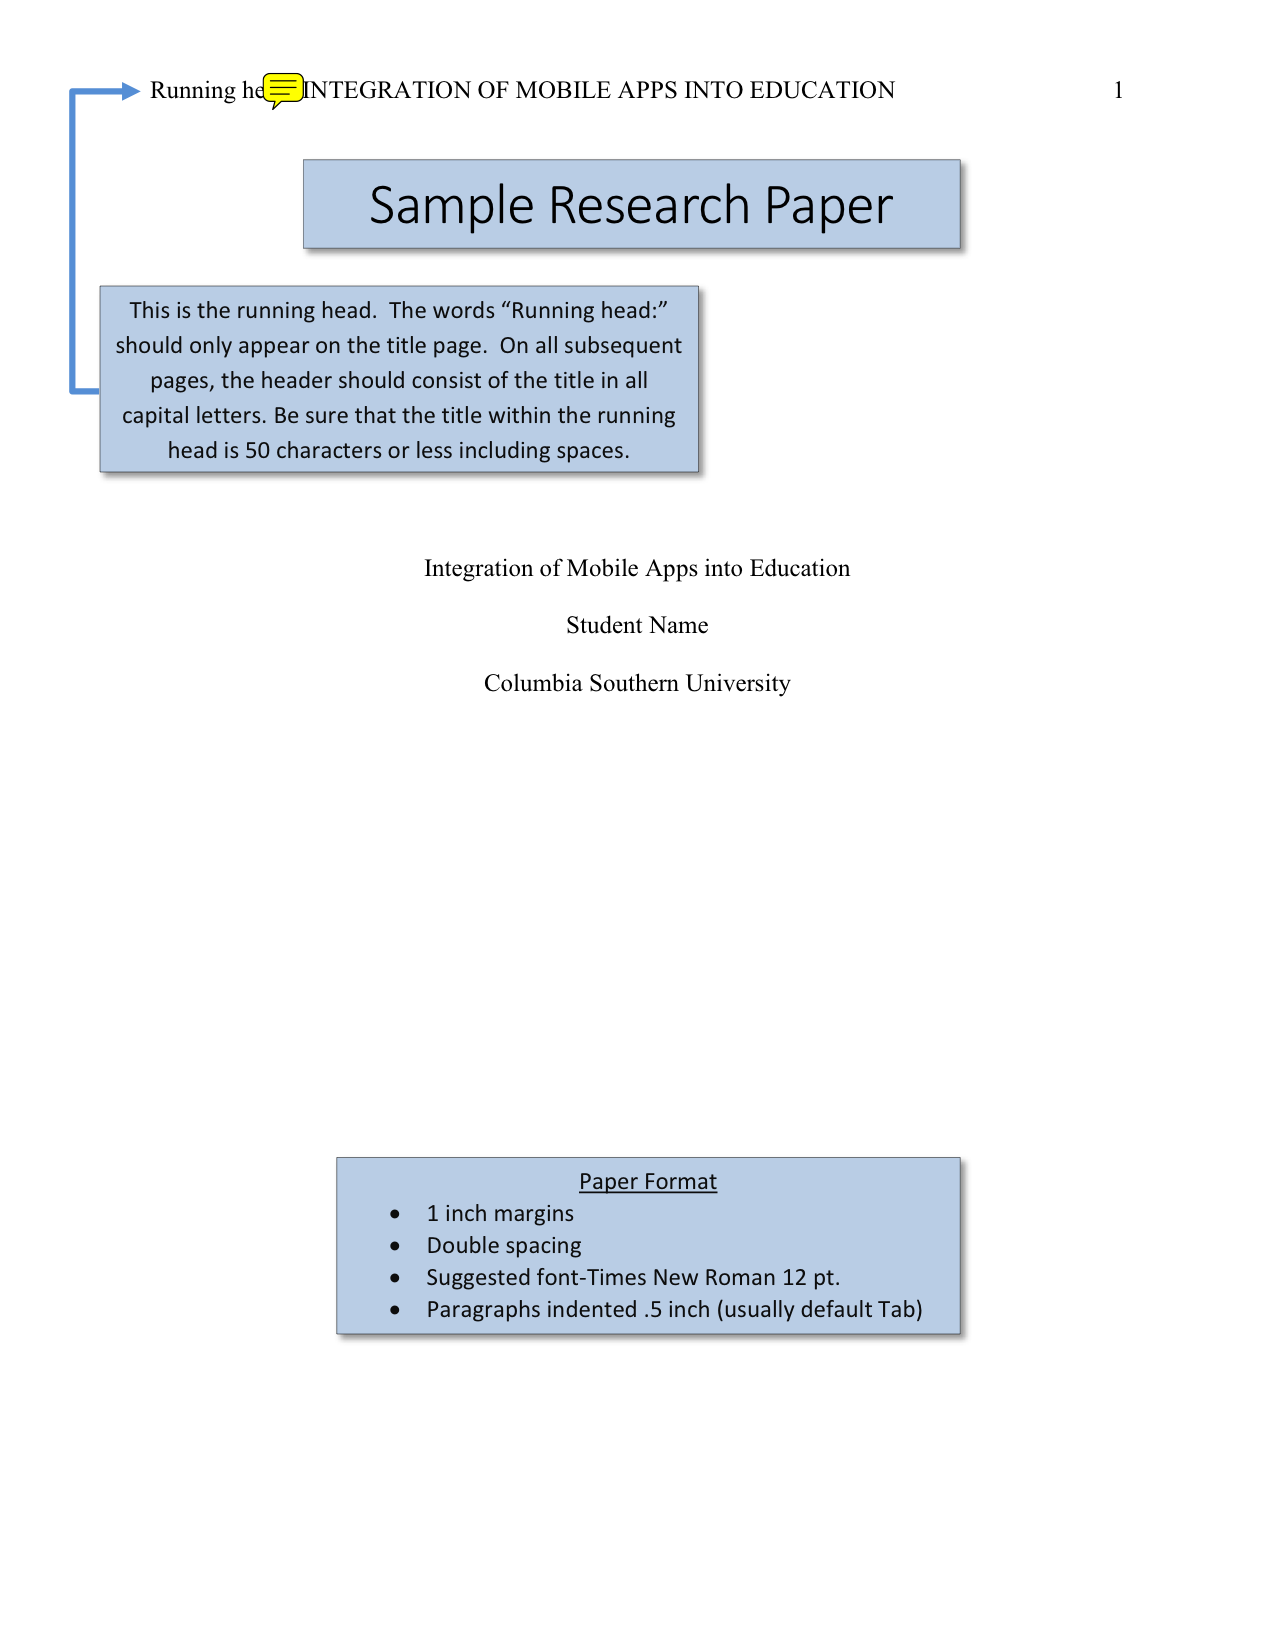 Running he INTEGRATION OF MOBILE APPS INTO EDUCATION 1
Sample Research Paper
This is the running head. The words “Running head:”
should only appear on the title page. On all subsequent
pages, the header should consist of the title in all
capital letters. Be sure that the title within the running
head is 50 characters or less including spaces.
Integration of Mobile Apps into Education
Student Name
Columbia Southern University
Paper Format
• 1 inch margins
• Double spacing
• Suggested font-Times New Roman 12 pt.
• Paragraphs indented .5 inch (usually default Tab)